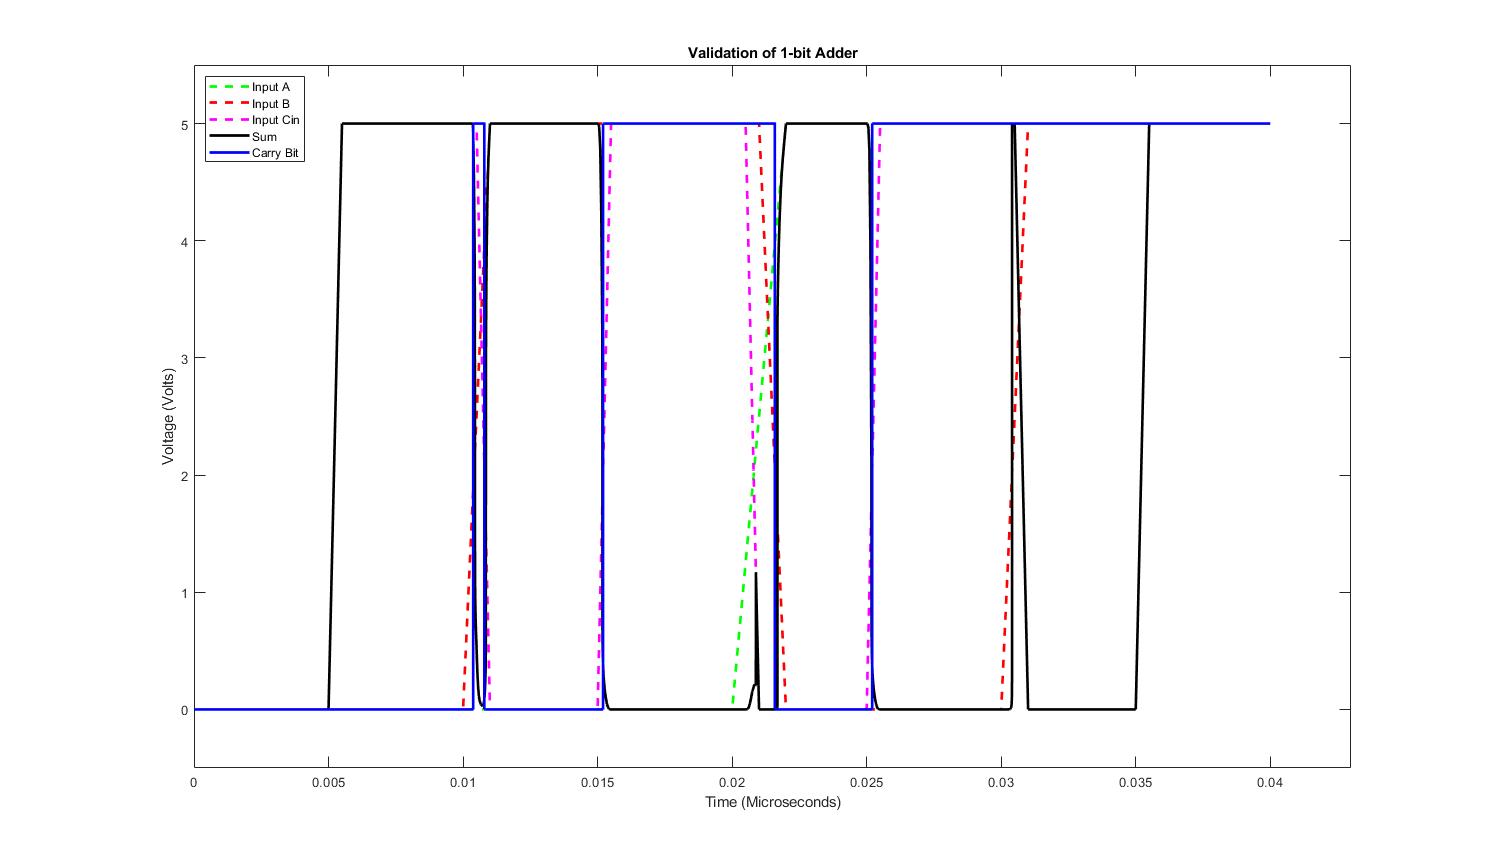 Validation of 1-bit Adder
Input A
Input B
Input Cin
Sum
Carry Bit
5
4
3
2
1
0
Voltage (Volts)
0 0.005 0.01 0.015 0.02 0.025 0.03 0.035 0.04
Time (Microseconds)